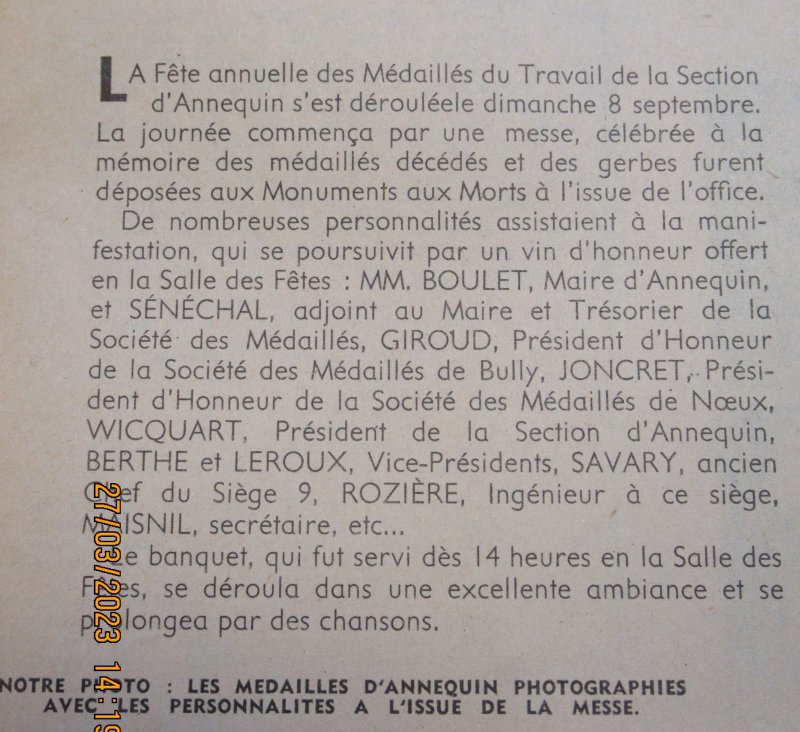 LA Fête annuelle des Médaillés du Travail de la Section
d'Annequin s'est dérouléele dimanche 8 septembre.
La journée commença par une messe, célébrée à la
mémoire des médaillés décédés et des gerbes furent
déposées aux Monuments aux Morts à l'issue de l'office.
De nombreuses personnalités assistaient à la mani-
festation, qui se poursuivit par un vin d'honneur offert
en la Salle des Fêtes : MM. BOULET, Maire d'Annequin,
et SÉNÉCHAL, adjoint au Maire et Trésorier de la
Société des Médaillés, GIROUD, Président d'Honneur
de la Société des Médaillés de Bully, JONCRET, Prési-
dent d'Honneur de la Société des Médaillés de Nœux,
WICQUART, Président de la Section d'Annequin,
BERTHE et LEROUX, Vice-Présidents, SAVARY, ancien
Chef du Siège 9, ROZIÈRE, Ingénieur à ce siège,
MAISNIL, secrétaire, etc...
Le banquet, qui fut servi dès 14 heures en la Salle des
Fêtes, se déroula dans une excellente ambiance et se
prolongea par des chansons.
NOTRE PHOTO : LES MEDAILLES D'ANNEQUIN PHOTOGRAPHIES
AVEC LES PERSONNALITES A L'ISSUE DE LA MESSE.
27/03/2023 14:19